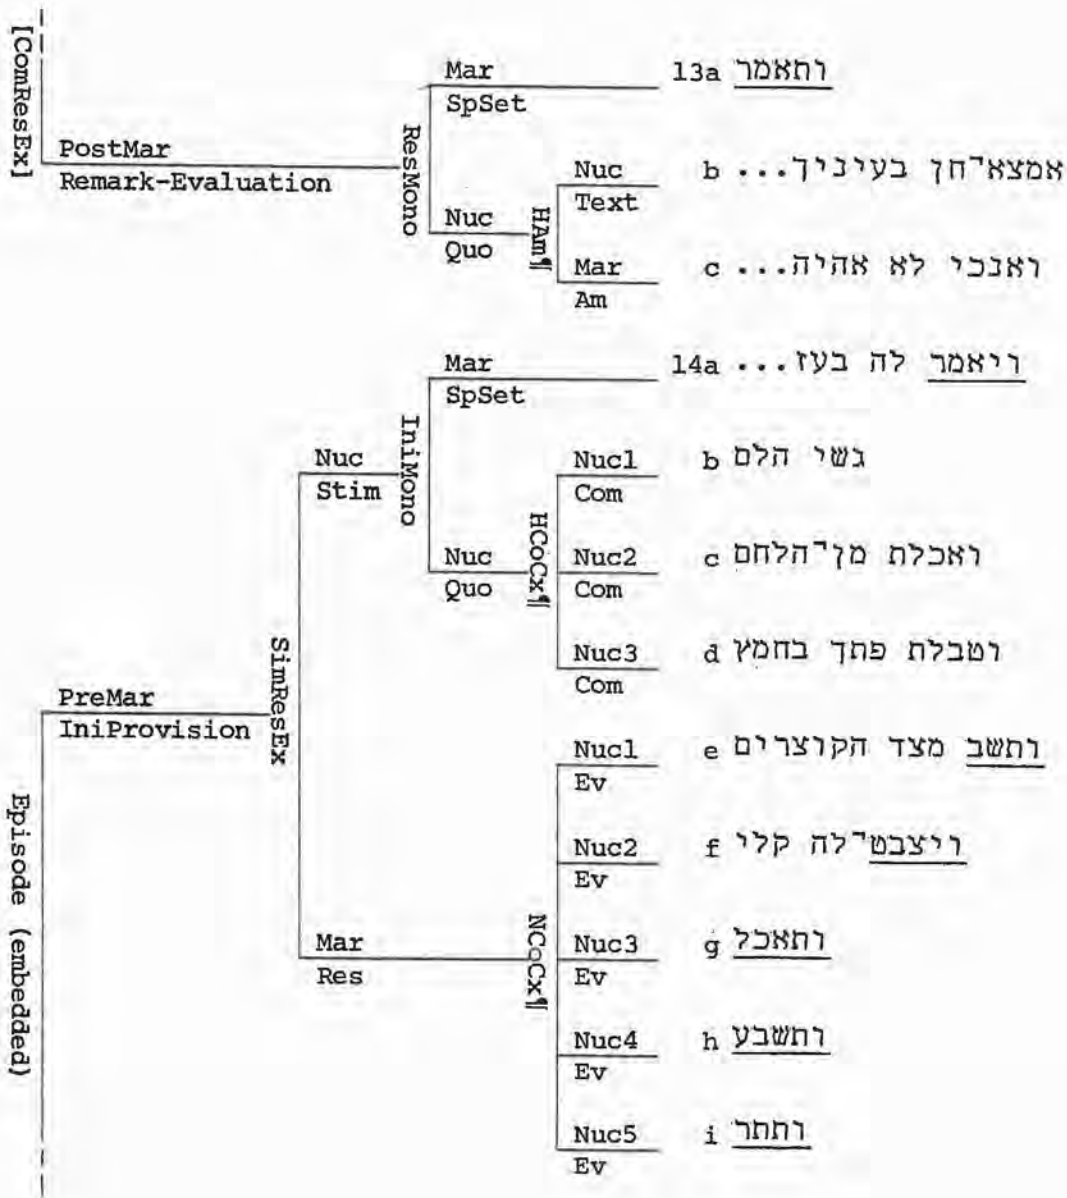 [ComResEx]
PostMar
Remark-Evaluation
ResMono
Mar
SpSet
13a ותאמר
Nuc
Quo
HAm¶
Nuc
Text
b אמצא־חן בעיניך...
Mar
Am
c ואנכי לא אהיה...
Episode (embedded)
PreMar
IniProvision
SimResEx
Nuc
Stim
IniMono
Mar
SpSet
14a ויאמר לה בעז...
Nuc
Quo
HCoCx¶
Nuc1
Com
b גשי הלם
Nuc2
Com
c ואכלת מן־הלחם
Nuc3
Com
d וטבלת פתך בחמץ
Mar
Res
NCoCx¶
Nuc1
Ev
e ותשב מצד הקוצרים
Nuc2
Ev
f ויצבט־לה קלי
Nuc3
Ev
g ותאכל
Nuc4
Ev
h ותשבע
Nuc5
Ev
i ותתר